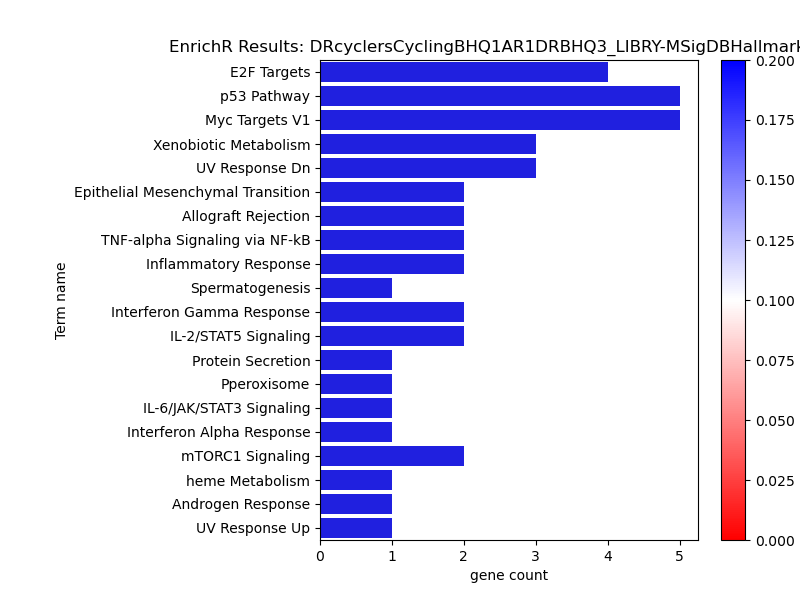 EnrichR Results: DRcyclersCyclingBHQ1AR1DRBHQ3_LIBRY-MSigDBHallmark
E2F Targets
p53 Pathway
Myc Targets V1
Xenobiotic Metabolism
UV Response Dn
Epithelial Mesenchymal Transition
Allograft Rejection
TNF-alpha Signaling via NF-kB
Inflammatory Response
Spermatogenesis
Interferon Gamma Response
IL-2/STAT5 Signaling
Protein Secretion
Pperoxisome
IL-6/JAK/STAT3 Signaling
Interferon Alpha Response
mTORC1 Signaling
heme Metabolism
Androgen Response
UV Response Up
Term name
0 1 2 3 4 5
gene count
0.200
0.175
0.150
0.125
0.100
0.075
0.050
0.025
0.000